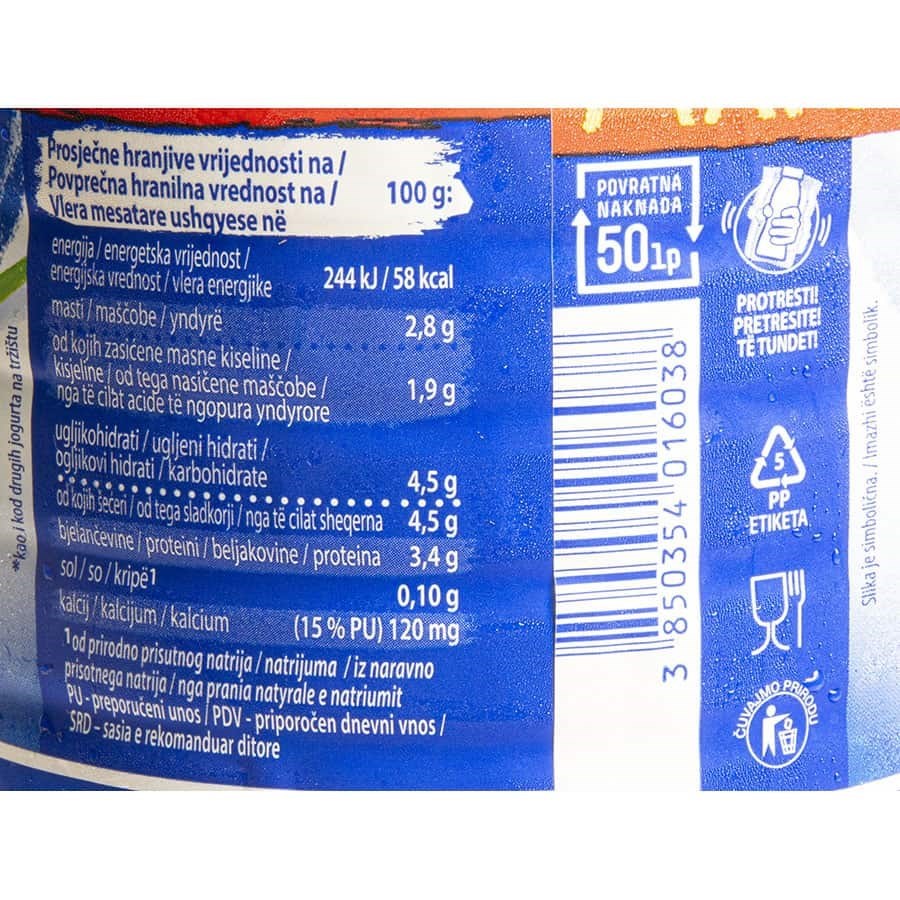 Prosječne hranjive vrijednosti na /
Povprečna hranilna vrednost na /
Vlera mesatare ushqyese në
100 g:
energija / energetska vrijednost /
energijska vrednost / vlera energjike
244 kJ / 58 kcal
masti / maščobe / yndyrë
2,8 g
od kojih zasićene masne kiseline /
kisjeline / od tega nasičene maščobe /
nga të cilat acide të ngopura yndyrore
1,9 g
ugljikohidrati / ugljeni hidrati /
ogljikovi hidrati / karbohidrate
4,5 g
od kojih šećeri / od tega sladkorji / nga të cilat sheqerna
4,5 g
bjelančevine / proteini / beljakovine / proteina
3,4 g
sol / so / kripë1
0,10 g
kalcij / kalcijum / kalcium
(15 % PU) 120 mg
1 od prirodno prisutnog natrija / natrijuma / iz naravno
prisotnega natrija / nga prania natyrale e natriumit
PU - preporučeni unos / PDV - priporočen dnevni vnos /
SRD – sasia e rekomanduar ditore
*kao i kod drugih jogurta na tržištu
POVRATNA
NAKNADA
50lp
3 850354 016038
PROTRESTI!
PRETRESITE!
TË TUNDET!
5
PP
ETIKETA
ČUVAJMO PRIRODU
Slika je simbolična. / Imazhi është simbolik.